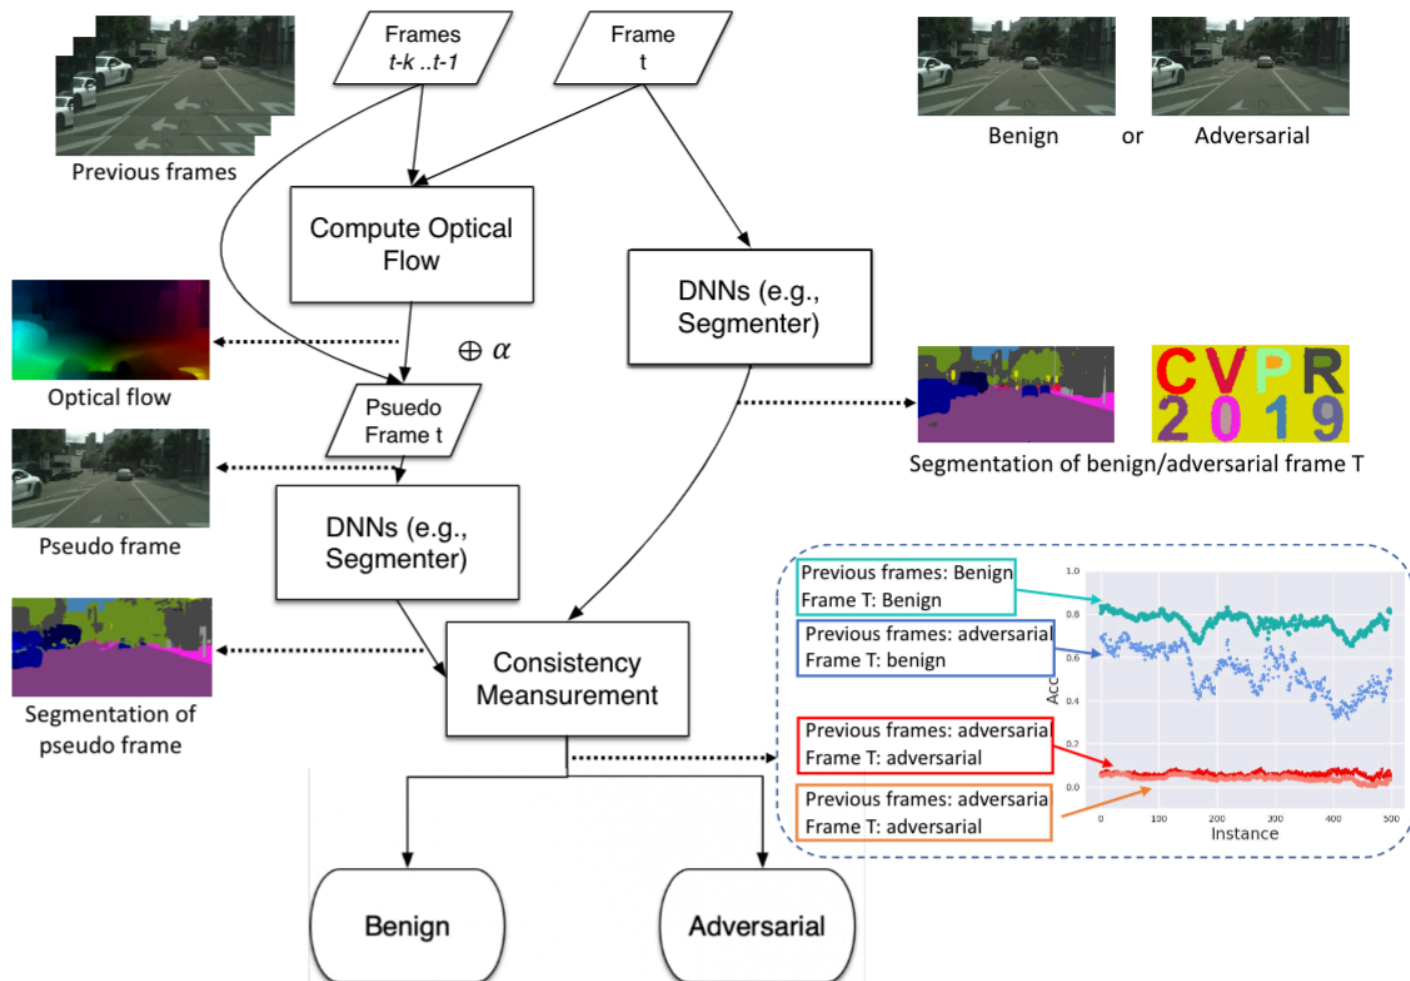 Frames
t-k ..t-1
Frame
t
Previous frames
Benign or Adversarial
Compute Optical
Flow
DNNs (e.g.,
Segmenter)
⊕ α
Optical flow
Psuedo
Frame t
CVPR
2019
Segmentation of benign/adversarial frame T
DNNs (e.g.,
Segmenter)
Pseudo frame
Segmentation of
pseudo frame
Consistency
Meansurement
Previous frames: Benign
Frame T: Benign
Previous frames: adversarial
Frame T: benign
Previous frames: adversarial
Frame T: adversarial
Previous frames: adversarial
Frame T: adversarial
1.0
0.8
0.6
0.4
0.2
0.0
Acc
0 100 200 300 400 500
Instance
Benign
Adversarial